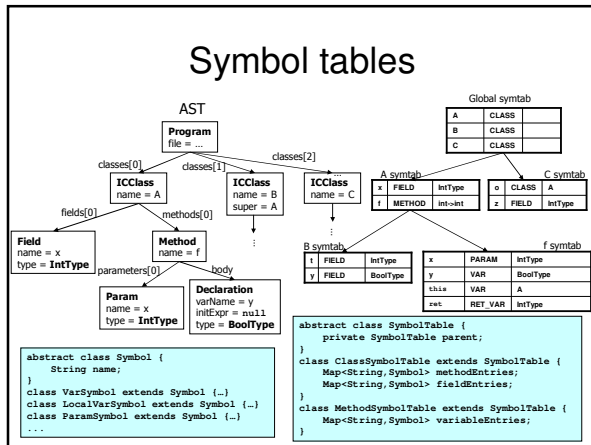 Symbol tables
AST
Program
file = ...
classes[0]
classes[1]
classes[2]
ICClass
name = A
ICClass
name = B
super = A
...
ICClass
name = C
...
fields[0]
methods[0]
Field
name = x
type = IntType
Method
name = f
parameters[0]
body
Param
name = x
type = IntType
Declaration
varName = y
initExpr = null
type = BoolType
Global symtab
A CLASS
B CLASS
C CLASS
A symtab
x FIELD IntType
f METHOD int->int
C symtab
o CLASS A
z FIELD IntType
B symtab
t FIELD IntType
y FIELD BoolType
f symtab
x PARAM IntType
y VAR BoolType
this VAR A
ret RET_VAR IntType
abstract class Symbol {
String name;
}
class VarSymbol extends Symbol {…}
class LocalVarSymbol extends Symbol {…}
class ParamSymbol extends Symbol {…}
...
abstract class SymbolTable {
private SymbolTable parent;
}
class ClassSymbolTable extends SymbolTable {
Map<String,Symbol> methodEntries;
Map<String,Symbol> fieldEntries;
}
class MethodSymbolTable extends SymbolTable {
Map<String,Symbol> variableEntries;
}